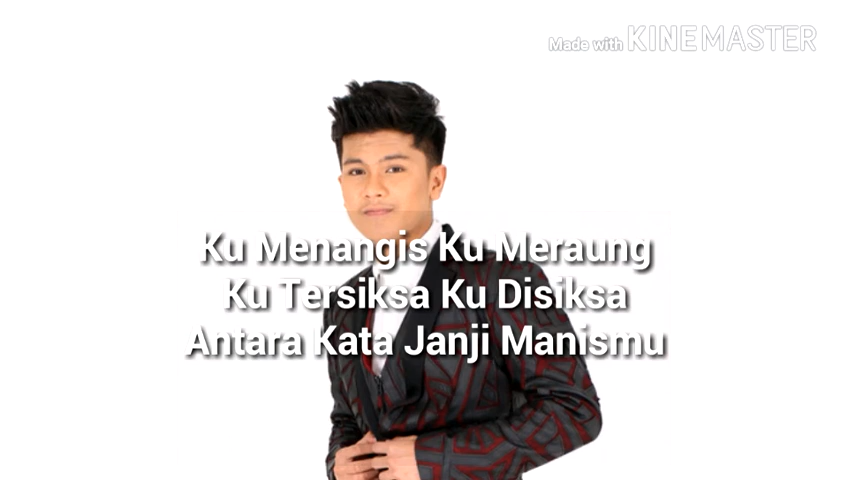 Made with KINEMASTER
Ku Menangis Ku Meraung
Ku Tersiksa Ku Disiksa
Antara Kata Janji Manismu